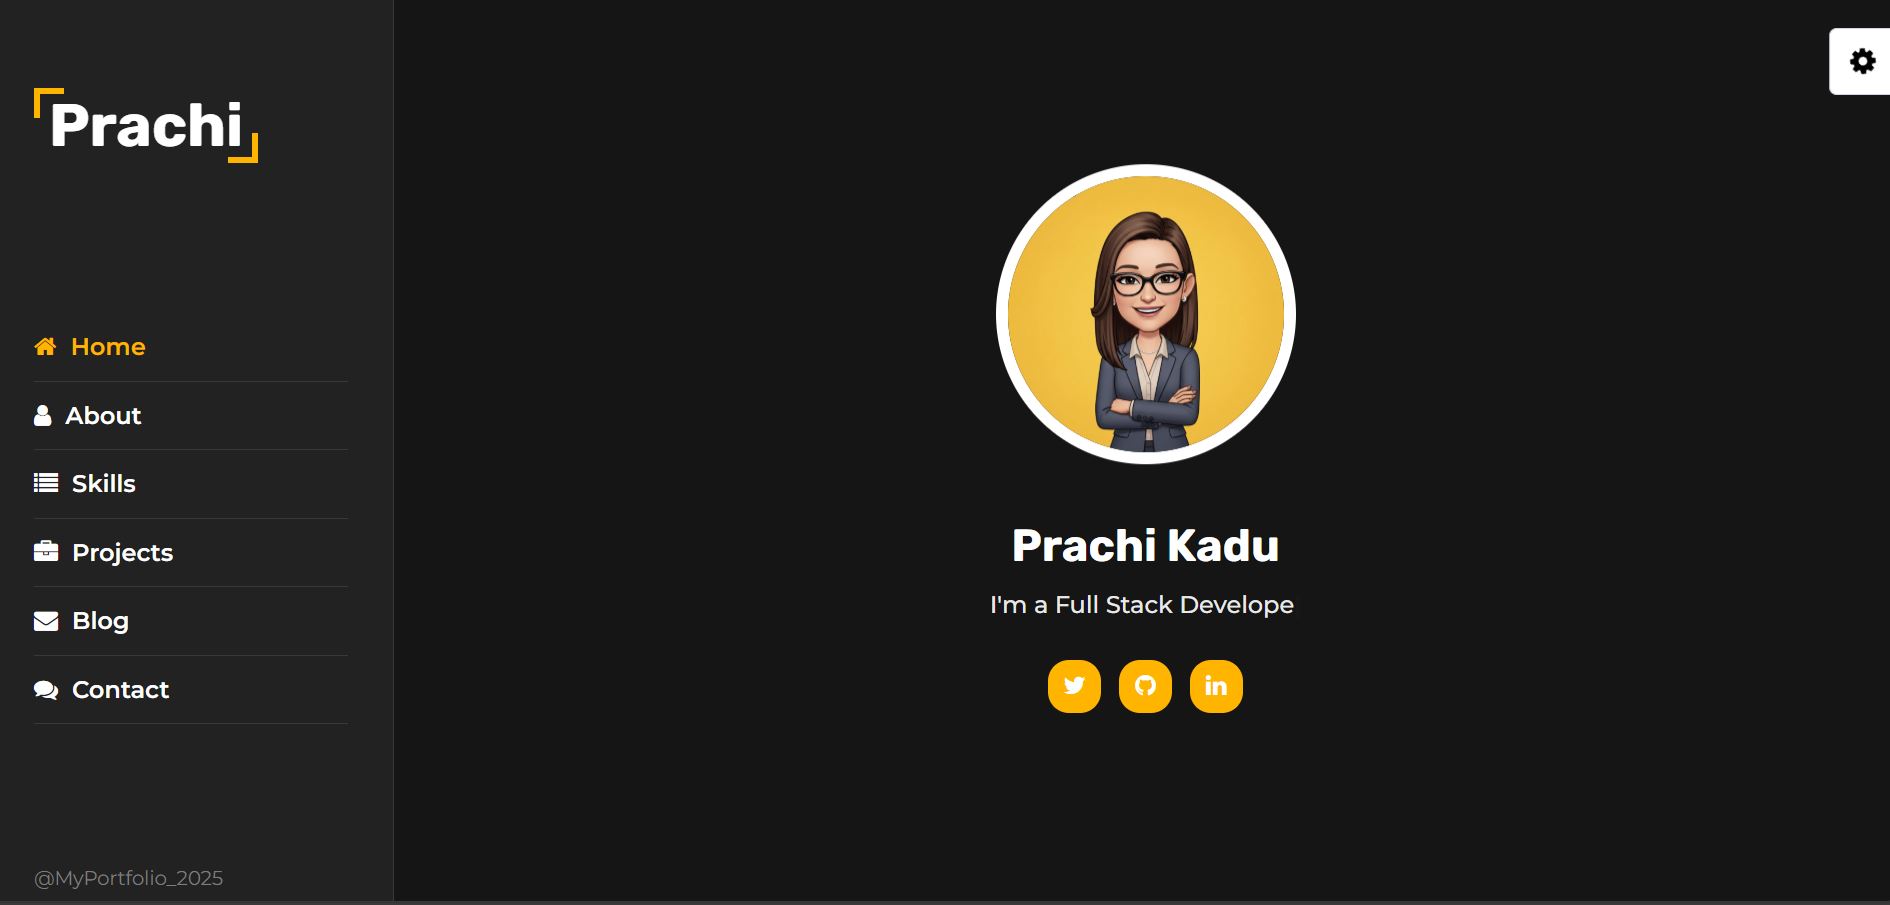 Prachi
Home
About
Skills
Projects
Blog
Contact
@MyPortfolio_2025
Prachi Kadu
I'm a Full Stack Develope